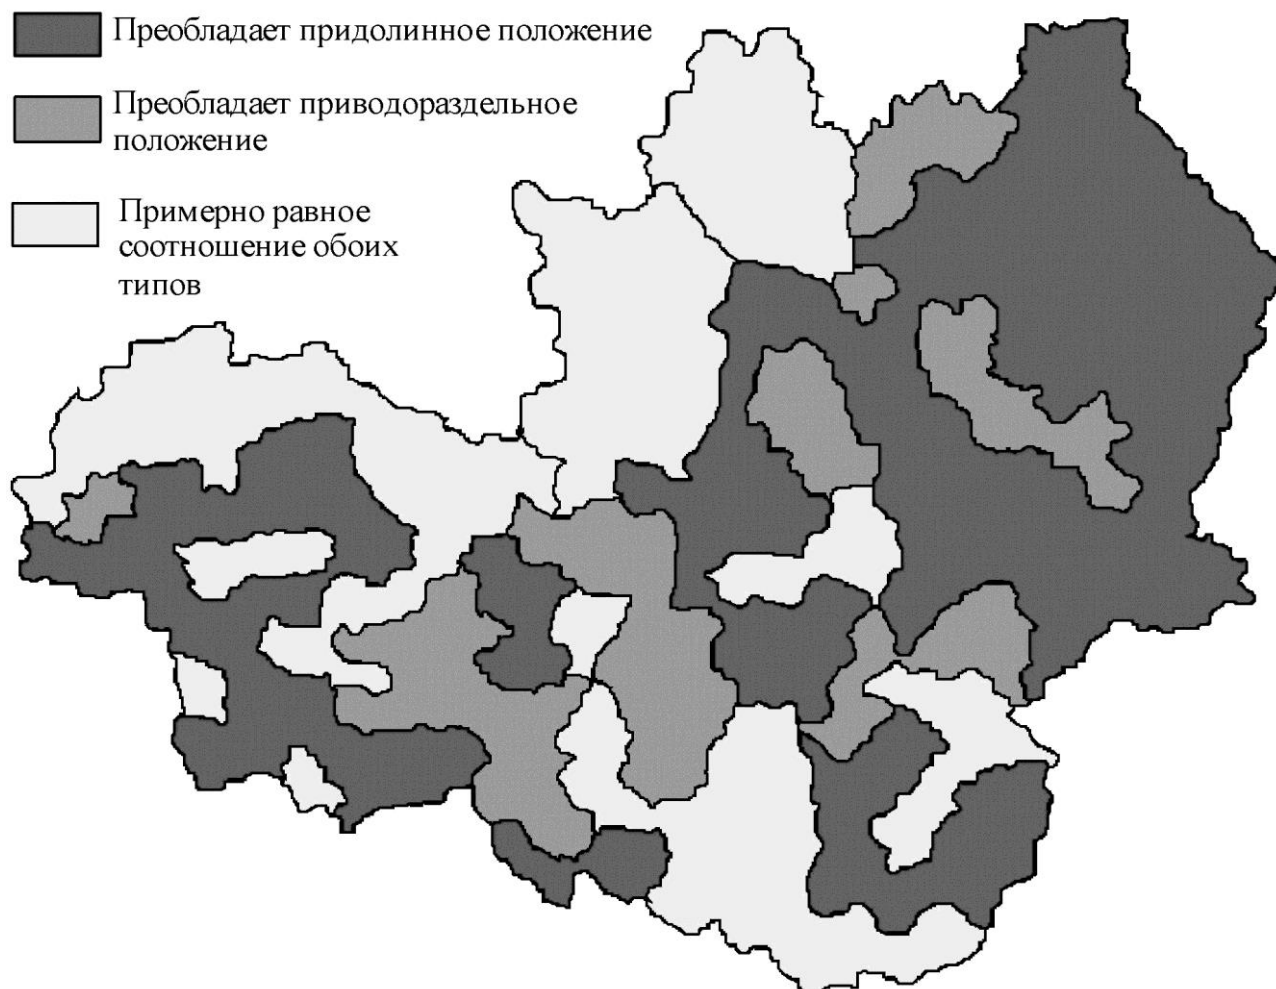 Преобладает придолинное положение
Преобладает приводораздельное
положение
Примерно равное
соотношение обоих
типов